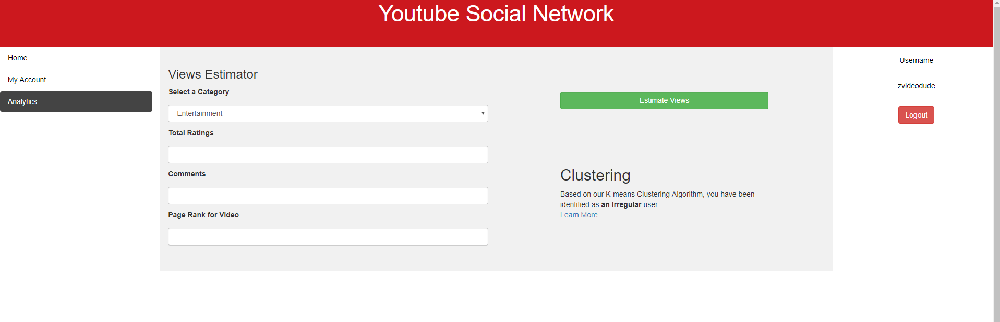 Youtube Social Network
Home
My Account
Analytics
Views Estimator
Select a Category
Entertainment
Total Ratings
Comments
Page Rank for Video
Estimate Views
Clustering
Based on our K-means Clustering Algorithm, you have been
identified as an Irregular user
Learn More
Username
zvideodude
Logout